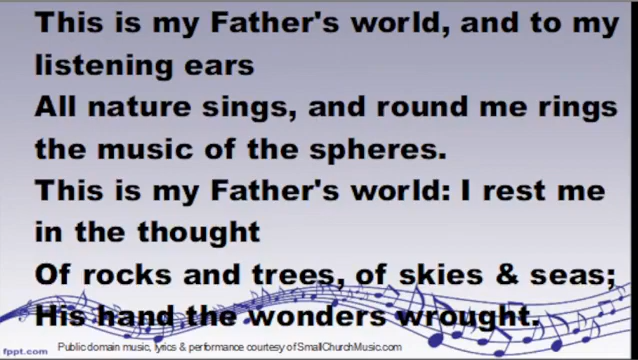 This is my Father's world, and to my
listening ears
All nature sings, and round me rings
the music of the spheres.
This is my Father's world: I rest me
in the thought
Of rocks and trees, of skies & seas;
His hand the wonders wrought.
Public domain music, lyrics & performance courtesy of SmallChurchMusic.com
fppt.com